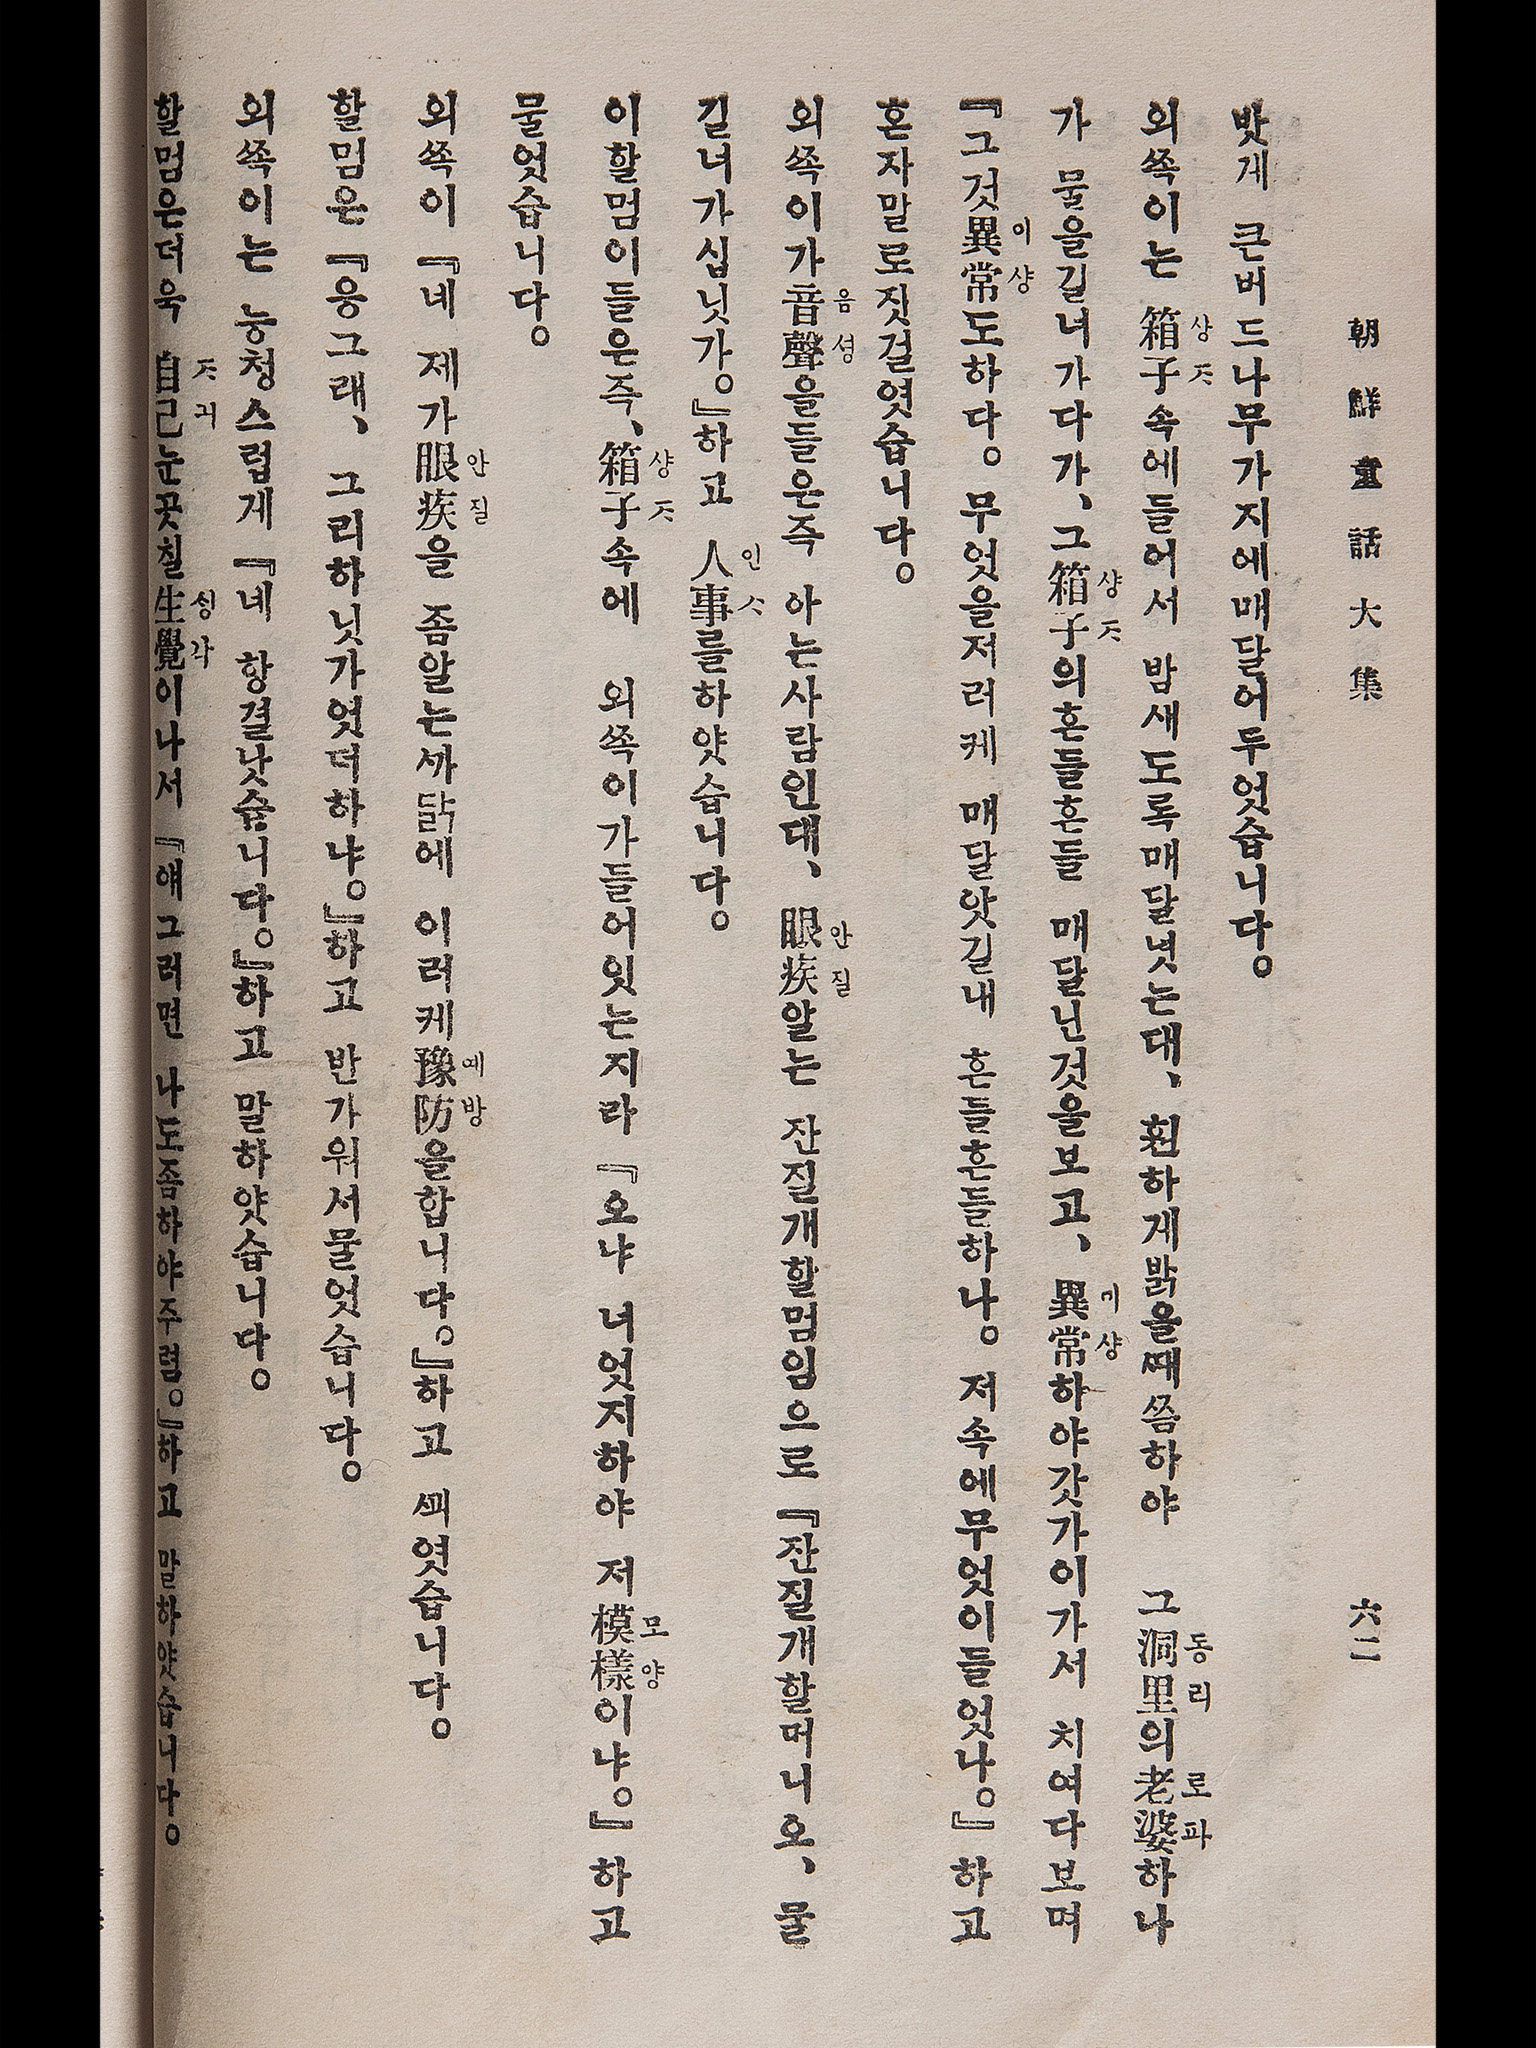 朝鮮童話大集
六二
밧게 큰버드나무가지에매달어두엇습니다。
외쪽이는 箱子속에들어서 밤새도록매달녓는대、훤하게밝을때쯤하야 그洞里의老婆하나
가 물을길너가다가、그箱子의흔들흔들 매달닌것을보고、異常하야갓가이가서 치여다보며
『그것異常도하다。무엇을저러케 매달앗길내 흔들흔들하나。저속에무엇이들엇나。』하고
혼자말로짓걸엿습니다。
외쪽이가音聲을들은즉 아는사람인대、眼疾알는 잔질개할멈임으로『잔질개할머니오、물
길너가십닛가。』하고 人事를하얏습니다。
이할멈이들은즉、箱子속에 외쪽이가들어잇는지라『오냐 너엇지하야 저模樣이냐。』하고
물엇습니다。
외쪽이『녜 제가眼疾을 좀알는ㅺㅏ닭에 이러케豫防을합니다。』하고 ㅺㅚ엿습니다。
할멈은『응그래、그리하닛가엇더하냐。』하고 반가워서물엇습니다。
외쪽이는 능청스럽게『녜 항결낫슴니다。』하고 말하얏습니다。
할멈은더욱 自己눈곳칠生覺이나서『얘그러면 나도좀하야주렴。』하고 말하얏습니다。